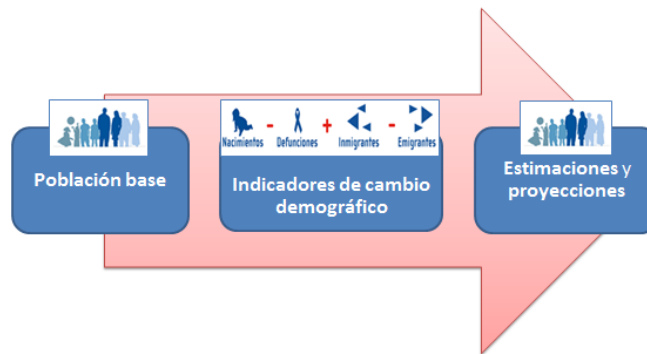 Nacimientos - Defunciones + Inmigrantes - Emigrantes
Población base
Indicadores de cambio
demográfico
Estimaciones y
proyecciones